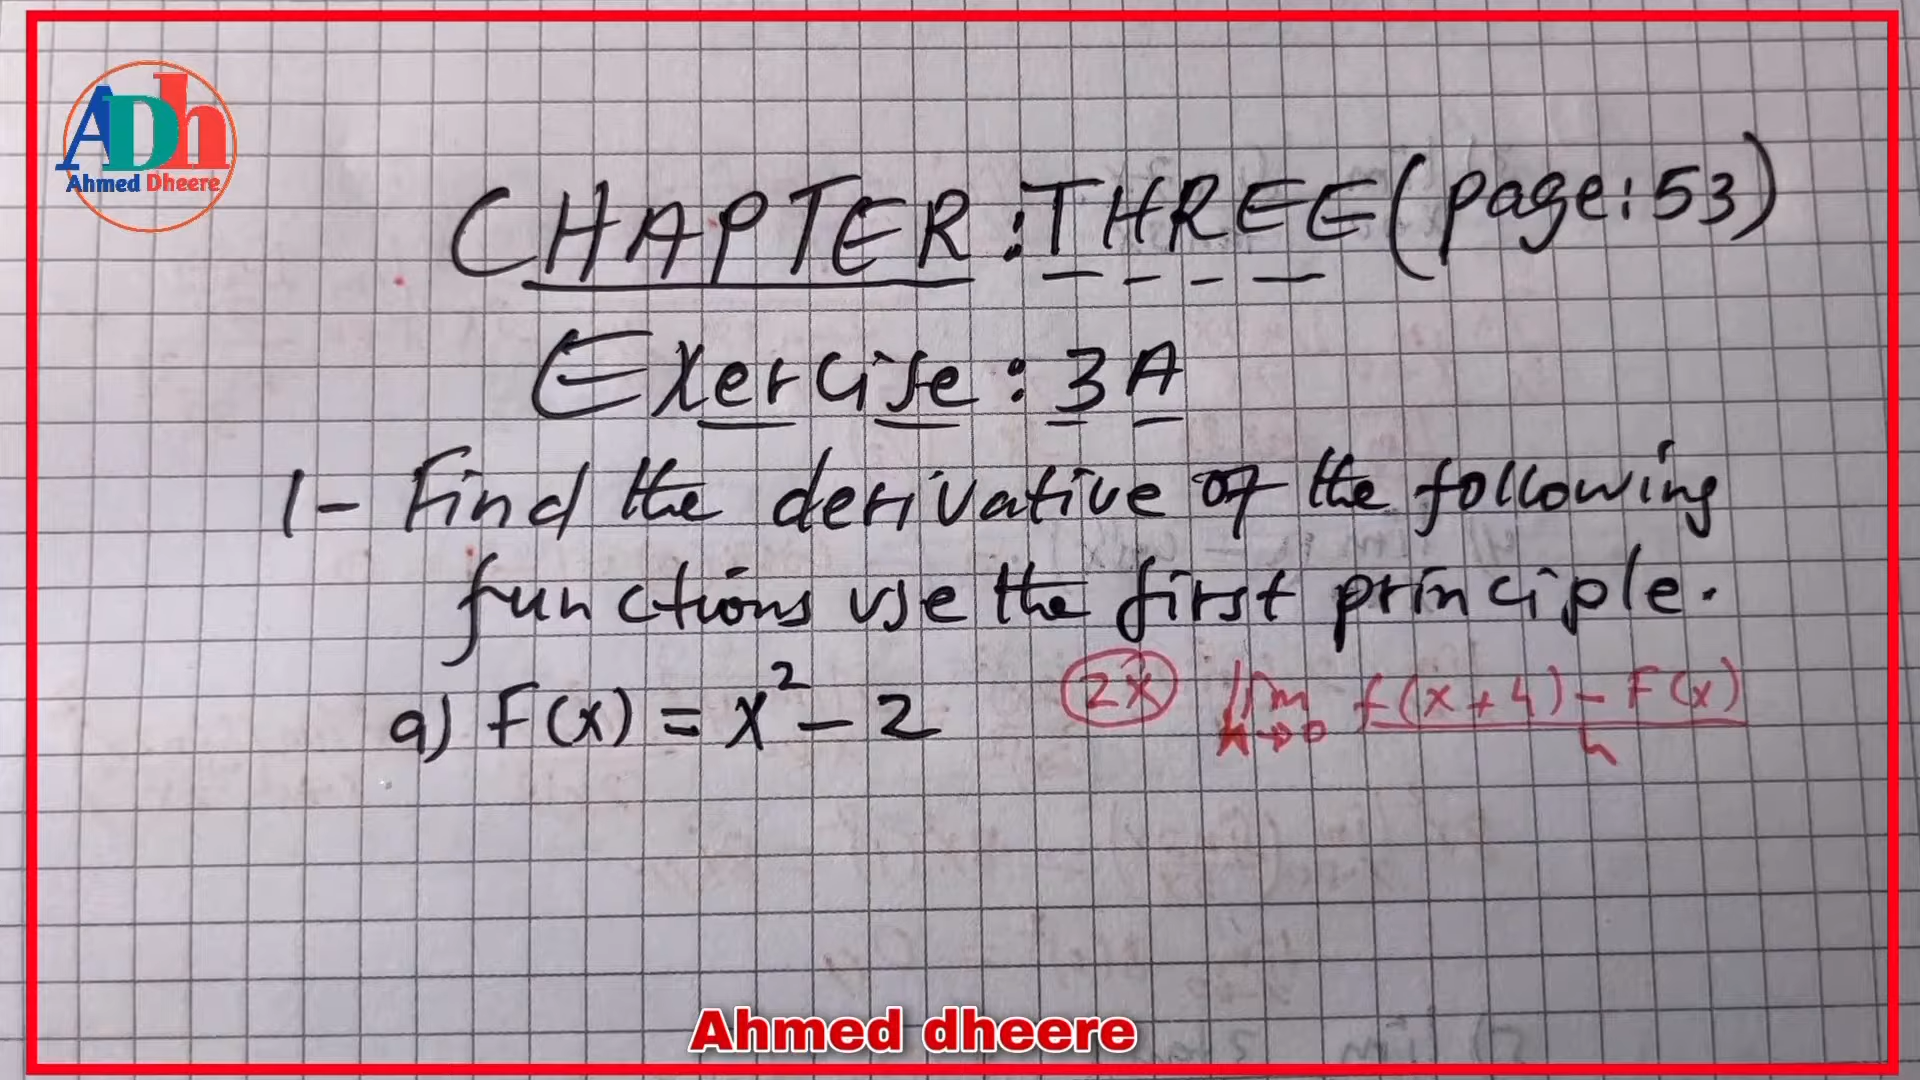 ADh
Ahmed Dheere
CHAPTER: THREE (page: 53)
Exercise: 3A
1- Find the derivative of the following
functions use the first principle.
a) F(x) = x² - 2
2x
lim h→0 f(x+4) - F(x) / h
Ahmed dheere